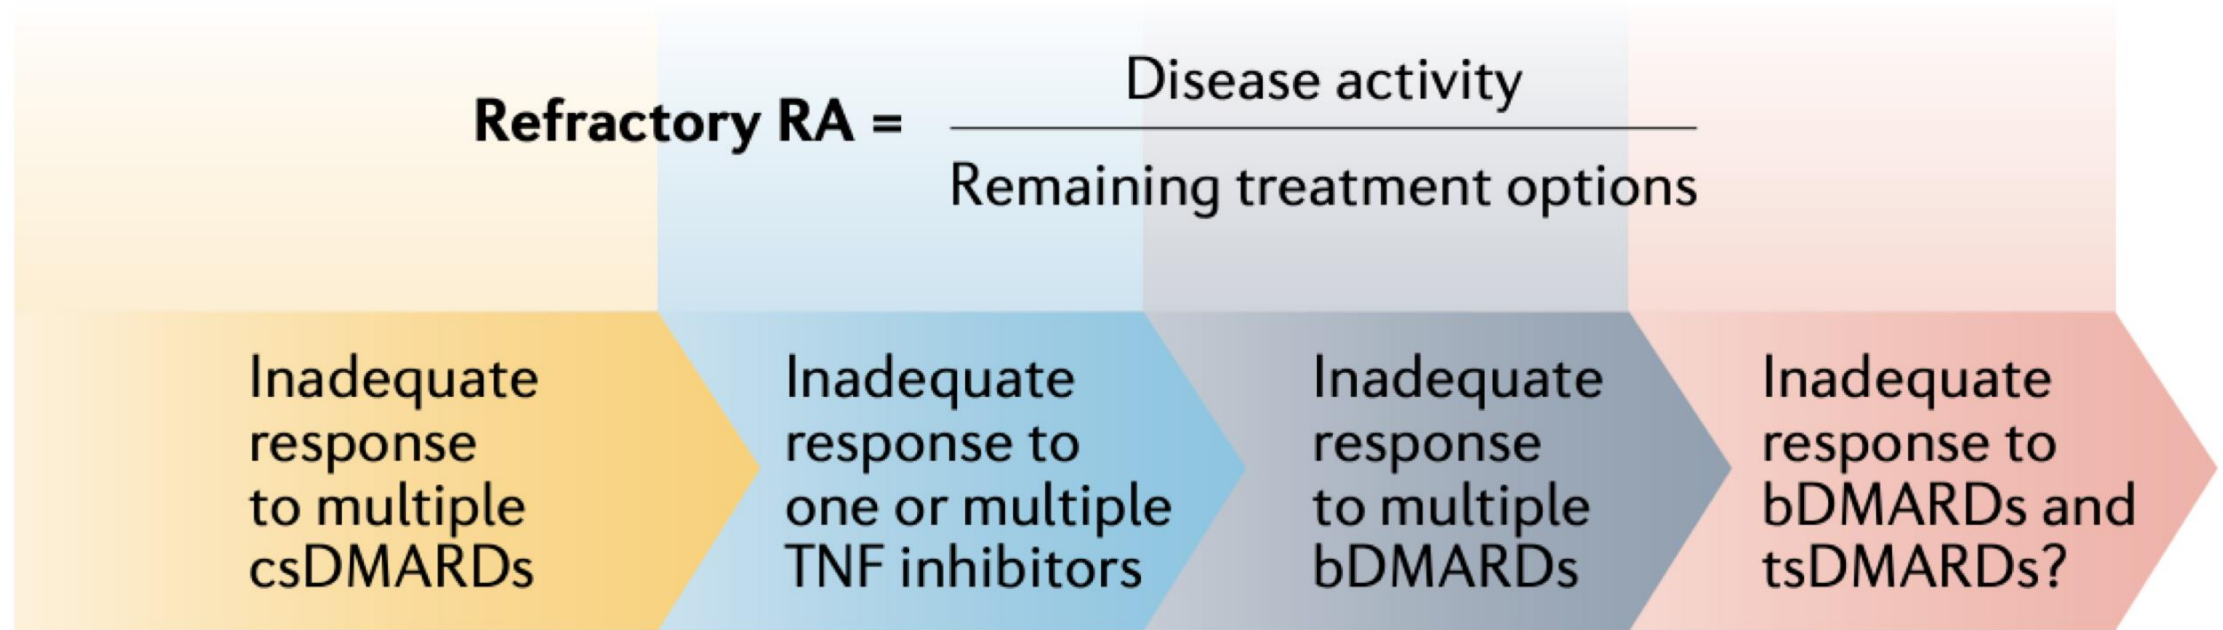 Refractory RA =
Disease activity
Remaining treatment options
Inadequate
response
to multiple
csDMARDs
Inadequate
response to
one or multiple
TNF inhibitors
Inadequate
response
to multiple
bDMARDs
Inadequate
response to
bDMARDs and
tsDMARDs?